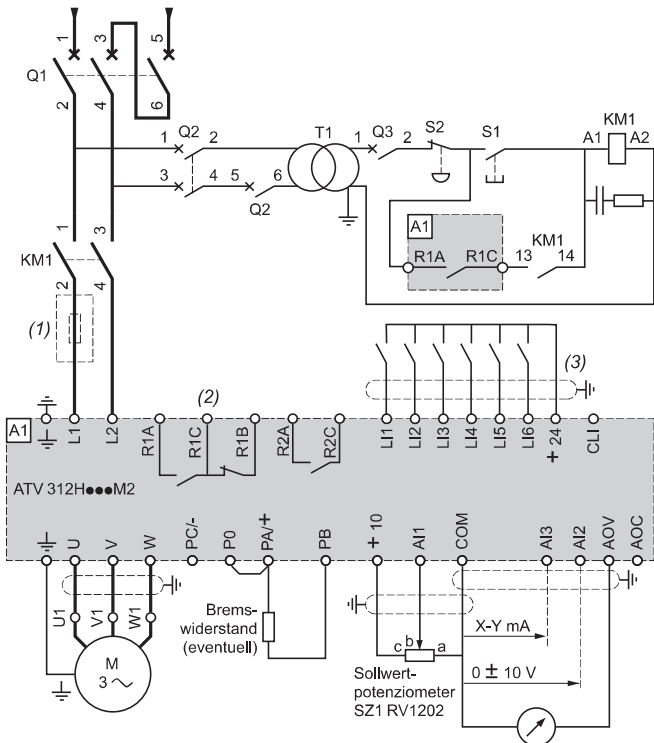 1
3
5
Q1
2
4
6
1 Q2 2
T1
1 Q3 2
S2
S1
KM1
A1
A2
3
4 5
6
Q2
A1
R1A
R1C
13
KM1
14
1
3
KM1
2
4
(1)
(2)
(3)
A1
L1
L2
R1A
R1C
R1B
R2A
R2C
LI1
LI2
LI3
LI4
LI5
LI6
+ 24
CLI
ATV 312H●●●M2
U
V
W
PC/-
P0
PA/+
PB
+ 10
AI1
COM
AI3
AI2
AOV
AOC
U1
V1
W1
M
3 ~
Brems-
widerstand
(eventuell)
c
b
a
Sollwert-
potenziometer
SZ1 RV1202
X-Y mA
0 ± 10 V